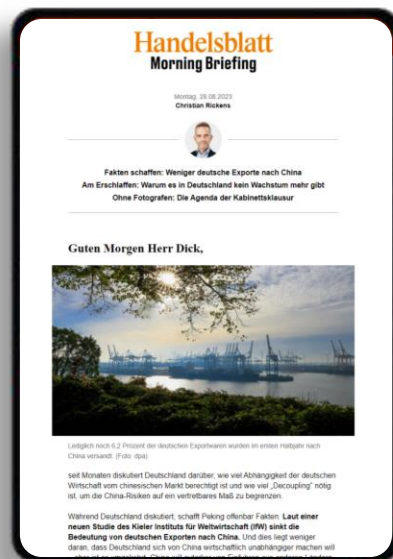 Handelsblatt
Morning Briefing
Christian Rickens
Fakten schaffen: Weniger deutsche Exporte nach China
Am Erschlaffen: Warum es in Deutschland kein Wachstum mehr gibt
Ohne Fotografen: Die Agenda der Kabinettsklausur
Guten Morgen Herr Dick,
Lediglich noch 6,2 Prozent der deutschen Exportwaren wurden im ersten Halbjahr nach
China versandt. (Foto: dpa)
seit Monaten diskutiert Deutschland darüber, wie viel Abhängigkeit der deutschen
Wirtschaft vom chinesischen Markt berechtigt ist und wie viel „Decoupling“ nötig
ist, um die China-Risiken auf ein vertretbares Maß zu begrenzen.
Während Deutschland diskutiert, schafft Peking offenbar Fakten: Laut einer
neuen Studie des Kieler Instituts für Weltwirtschaft (IfW) sinkt die
Bedeutung von deutschen Exporten nach China. Und dies liegt weniger
daran, dass Deutschland sich von China wirtschaftlich unabhängiger machen will